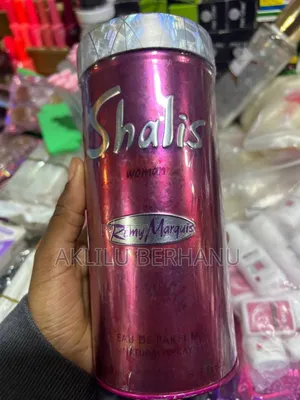 Shalis
woman
Remy Marquis
AKLILU BERHANU
EAU DE PARFUM